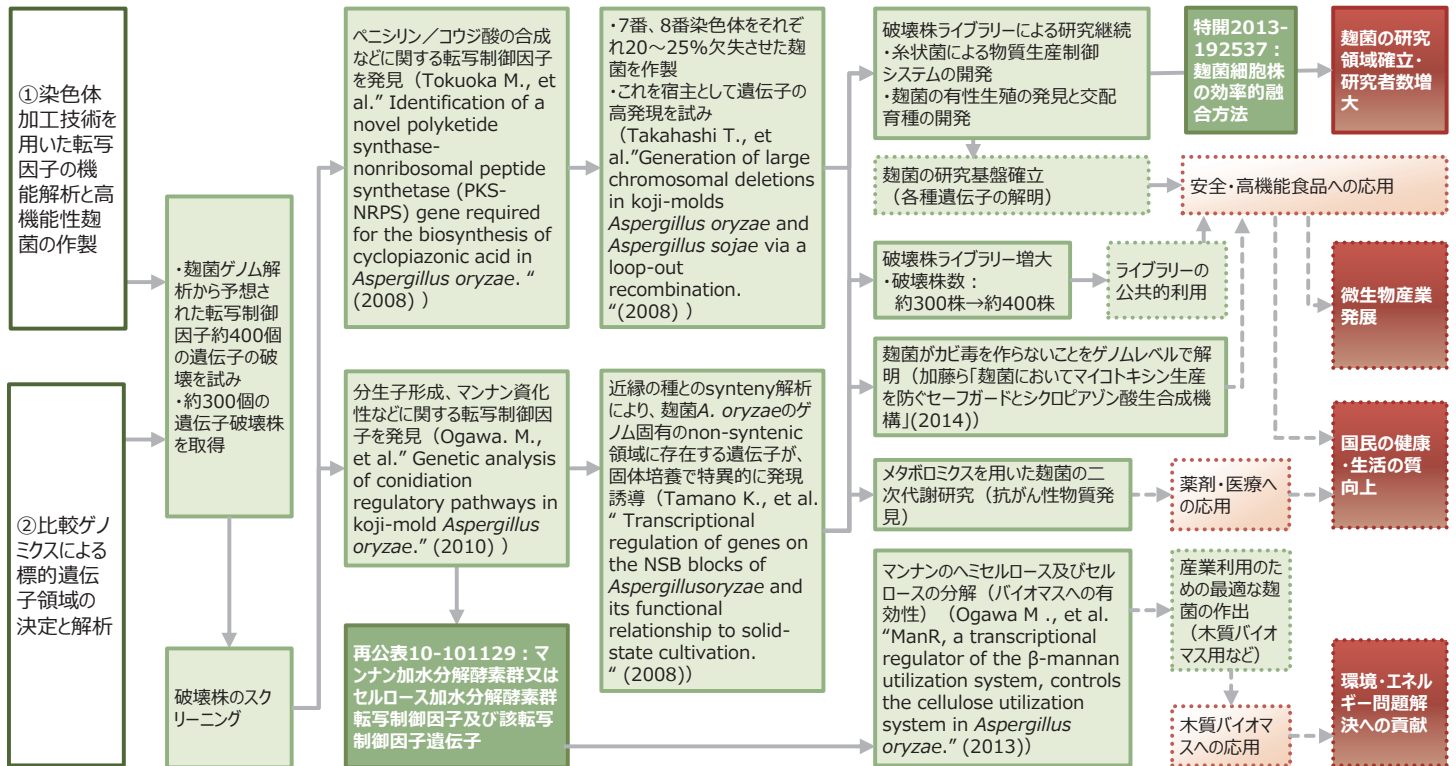 ①染色体
加工技術を
用いた転写
因子の機
能解析と高
機能性麹
菌の作製
②比較ゲノ
ミクスによる
標的遺伝
子領域の
決定と解析
・麹菌ゲノム解
析から予想さ
れた転写制御
因子約400個
の遺伝子の破
壊を試み
・約300個の
遺伝子破壊株
を取得
破壊株のスク
リーニング
ペニシリン／コウジ酸の合成
などに関する転写制御因子
を発見（Tokuoka M., et
al.” Identification of a
novel polyketide
synthase-
nonribosomal peptide
synthetase (PKS-
NRPS) gene required
for the biosynthesis of
cyclopiazonic acid in
Aspergillus oryzae. “
(2008) ）
分生子形成、マンナン資化
性などに関する転写制御因
子を発見（Ogawa. M.,
et al.” Genetic analysis
of conidiation
regulatory pathways in
koji-mold Aspergillus
oryzae.” (2010) ）
再公表10-101129：マ
ンナン加水分解酵素群又は
セルロース加水分解酵素群
転写制御因子及び該転写
制御因子遺伝子
・7番、8番染色体をそれぞ
れ20～25%欠失させた麹
菌を作製
・これを宿主として遺伝子の
高発現を試み
（Takahashi T., et
al.”Generation of large
chromosomal deletions
in koji-molds
Aspergillus oryzae and
Aspergillus sojae via a
loop-out
recombination.
“(2008) ）
近縁の種とのsynteny解析
により、麹菌A. oryzaeのゲ
ノム固有のnon-syntenic
領域に存在する遺伝子が、
固体培養で特異的に発現
誘導（Tamano K., et al.
“ Transcriptional
regulation of genes on
the NSB blocks of
Aspergillusoryzae and
its functional
relationship to solid-
state cultivation.
“ (2008)）
破壊株ライブラリーによる研究継続
・糸状菌による物質生産制御
システムの開発
・麹菌の有性生殖の発見と交配
育種の開発
特開2013-
192537：
麹菌細胞株
の効率的融
合方法
麹菌の研究
領域確立・
研究者数増
大
麹菌の研究基盤確立
（各種遺伝子の解明）
安全・高機能食品への応用
破壊株ライブラリー増大
・破壊株数：
約300株→約400株
ライブラリーの
公共的利用
微生物産業
発展
麹菌がカビ毒を作らないことをゲノムレベルで解
明（加藤ら「麹菌においてマイコトキシン生産
を防ぐセーフガードとシクロピアゾン酸生合成機
構」(2014)）
国民の健康
・生活の質
向上
メタボロミクスを用いた麹菌の二
次代謝研究（抗がん性物質発
見）
薬剤・医療へ
の応用
マンナンのヘミセルロース及びセル
ロースの分解（バイオマスへの有
効性）（Ogawa M ., et al.
“ManR, a transcriptional
regulator of the β-mannan
utilization system, controls
the cellulose utilization
system in Aspergillus
oryzae.” (2013)）
産業利用のた
めの最適な麹
菌の作出
（木質バイオ
マス用など）
木質バイオマ
スへの応用
環境・エネル
ギー問題解
決への貢献